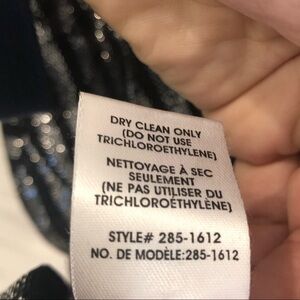 DRY CLEAN ONLY
(DO NOT USE
TRICHLOROETHYLENE)
NETTOYAGE À SEC
SEULEMENT
(NE PAS UTILISER DU
TRICHLOROÉTHYLÈNE)
STYLE# 285-1612
NO. DE MODÈLE:285-1612